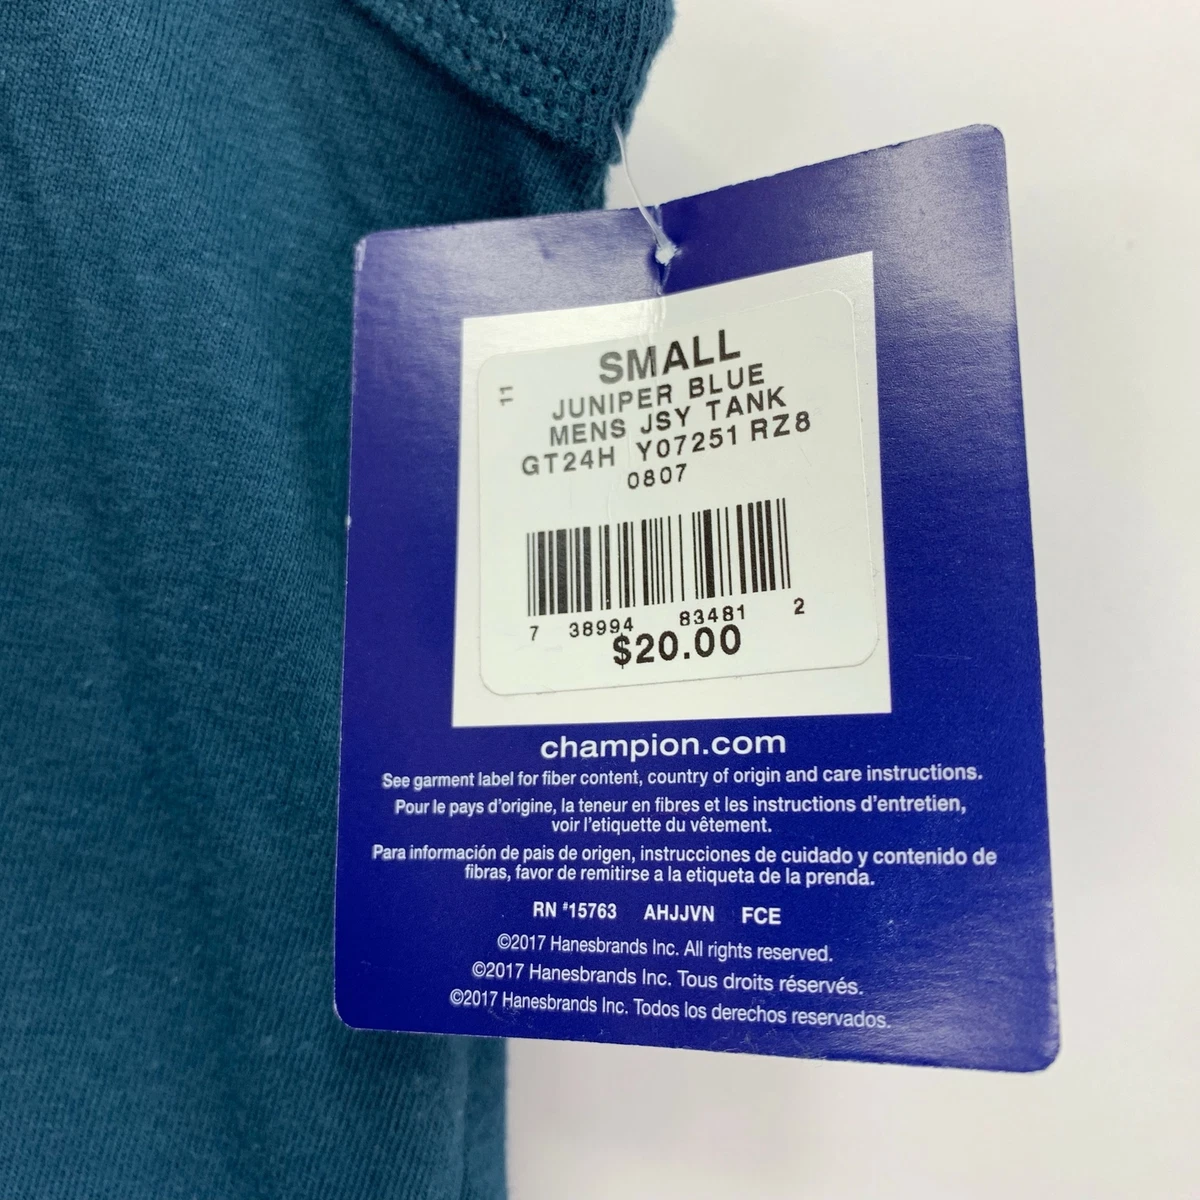 11
SMALL
JUNIPER BLUE
MENS JSY TANK
GT24H Y07251 RZ8
0807
7 38994 83481 2
$20.00
champion.com
See garment label for fiber content, country of origin and care instructions.
Pour le pays d'origine, la teneur en fibres et les instructions d'entretien,
voir l'etiquette du vêtement.
Para información de pais de origen, instrucciones de cuidado y contenido de
fibras, favor de remitirse a la etiqueta de la prenda.
RN #15763 AHJJVN FCE
©2017 Hanesbrands Inc. All rights reserved.
©2017 Hanesbrands Inc. Tous droits réservés.
©2017 Hanesbrands Inc. Todos los derechos reservados.